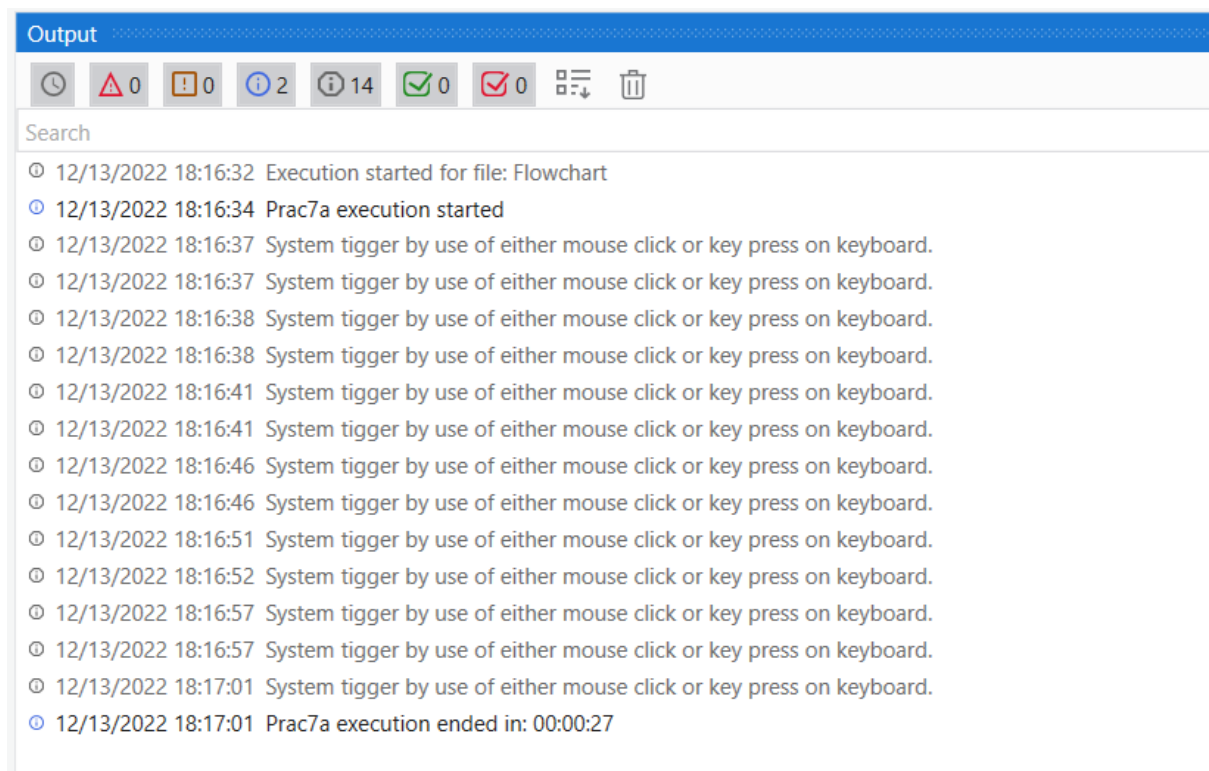 Output
0 0 2 14 0 0
Search
12/13/2022 18:16:32 Execution started for file: Flowchart
12/13/2022 18:16:34 Prac7a execution started
12/13/2022 18:16:37 System tigger by use of either mouse click or key press on keyboard.
12/13/2022 18:16:37 System tigger by use of either mouse click or key press on keyboard.
12/13/2022 18:16:38 System tigger by use of either mouse click or key press on keyboard.
12/13/2022 18:16:38 System tigger by use of either mouse click or key press on keyboard.
12/13/2022 18:16:41 System tigger by use of either mouse click or key press on keyboard.
12/13/2022 18:16:41 System tigger by use of either mouse click or key press on keyboard.
12/13/2022 18:16:46 System tigger by use of either mouse click or key press on keyboard.
12/13/2022 18:16:46 System tigger by use of either mouse click or key press on keyboard.
12/13/2022 18:16:51 System tigger by use of either mouse click or key press on keyboard.
12/13/2022 18:16:52 System tigger by use of either mouse click or key press on keyboard.
12/13/2022 18:16:57 System tigger by use of either mouse click or key press on keyboard.
12/13/2022 18:16:57 System tigger by use of either mouse click or key press on keyboard.
12/13/2022 18:17:01 System tigger by use of either mouse click or key press on keyboard.
12/13/2022 18:17:01 Prac7a execution ended in: 00:00:27